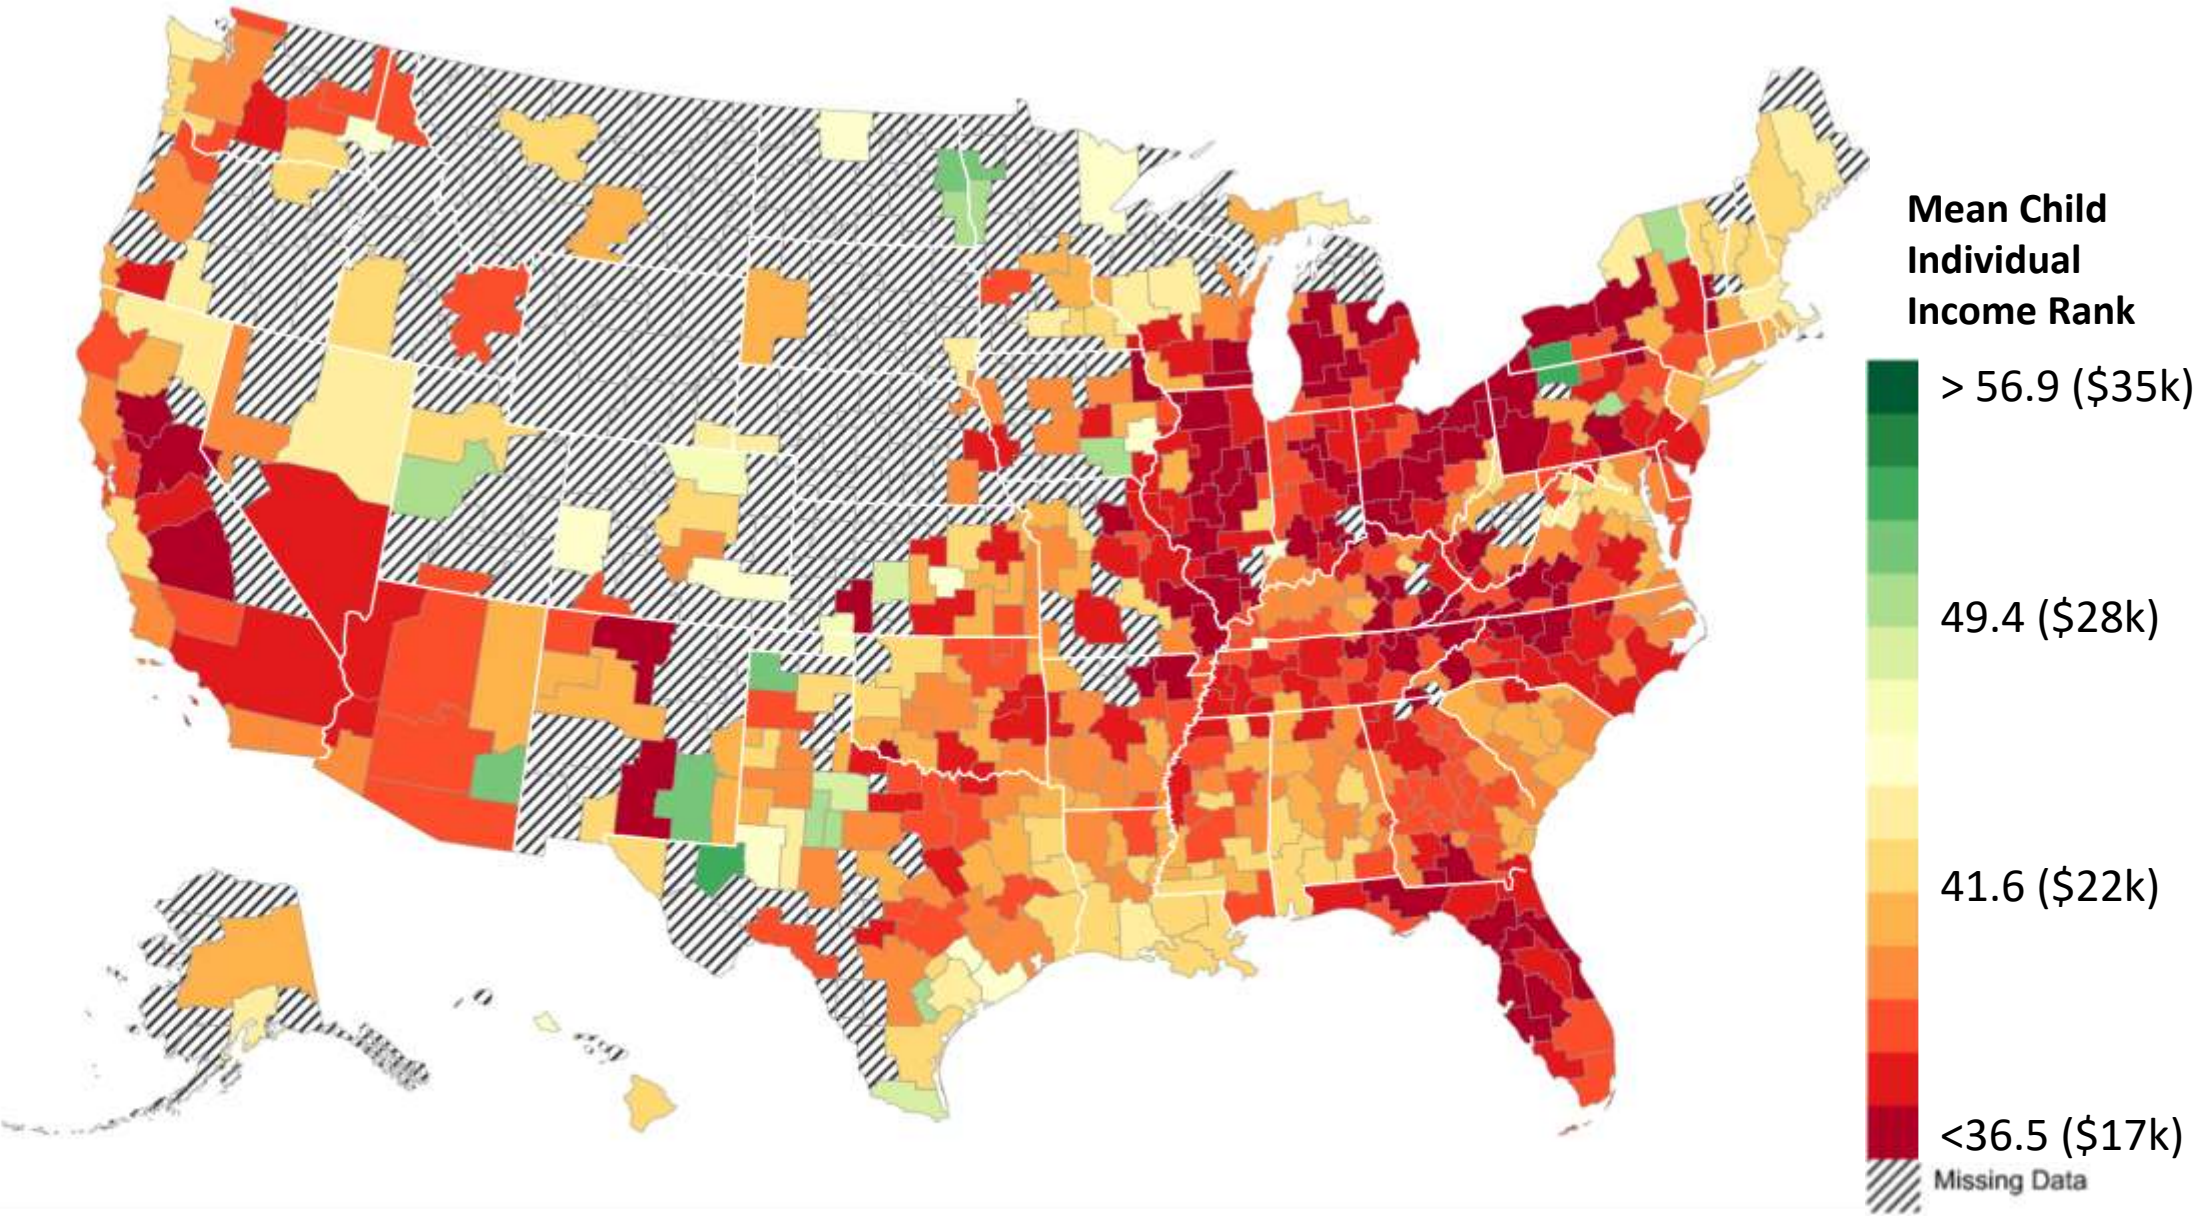 Mean Child
Individual
Income Rank
> 56.9 ($35k)
49.4 ($28k)
41.6 ($22k)
<36.5 ($17k)
Missing Data